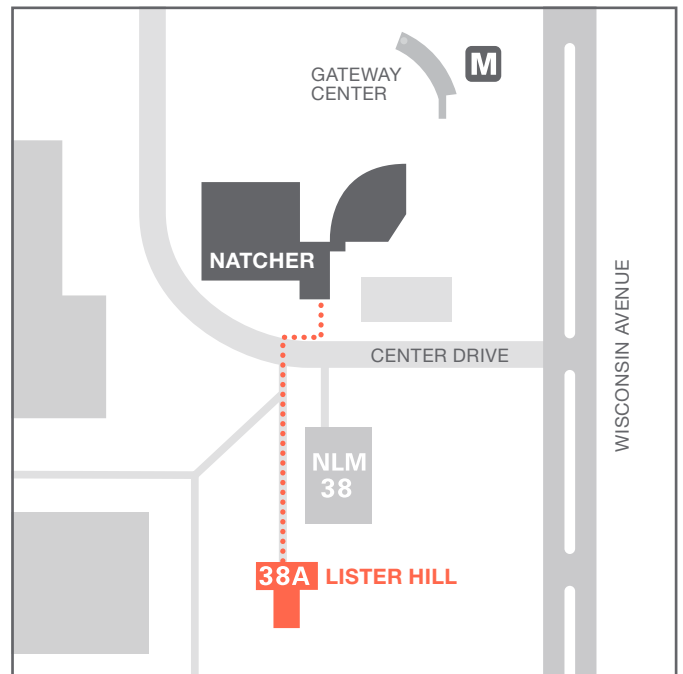 GATEWAY
CENTER
M
NATCHER
CENTER DRIVE
WISCONSIN AVENUE
NLM
38
38A LISTER HILL